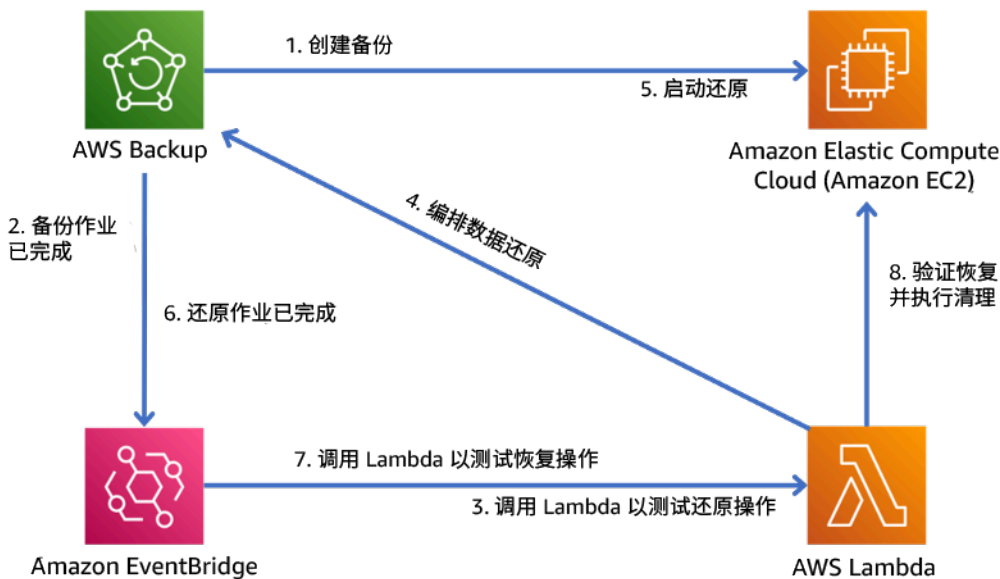 1. 创建备份
5. 启动还原
AWS Backup
Amazon Elastic Compute
Cloud (Amazon EC2)
4. 编排数据还原
2. 备份作业
已完成
8. 验证恢复
并执行清理
6. 还原作业已完成
7. 调用 Lambda 以测试恢复操作
3. 调用 Lambda 以测试还原操作
Amazon EventBridge
AWS Lambda